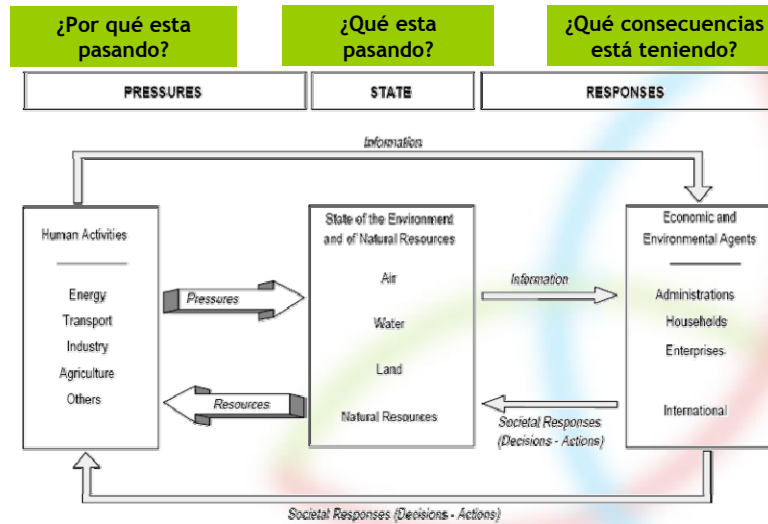 ¿Por qué esta
pasando?
¿Qué esta
pasando?
¿Qué consecuencias
está teniendo?
PRESSURES
STATE
RESPONSES
Information
Human Activities
Energy
Transport
Industry
Agriculture
Others
Pressures
Resources
State of the Environment
and of Natural Resources
Air
Water
Land
Natural Resources
Information
Societal Responses
(Decisions - Actions)
Economic and
Environmental Agents
Administrations
Households
Enterprises
International
Societal Responses (Decisions - Actions)